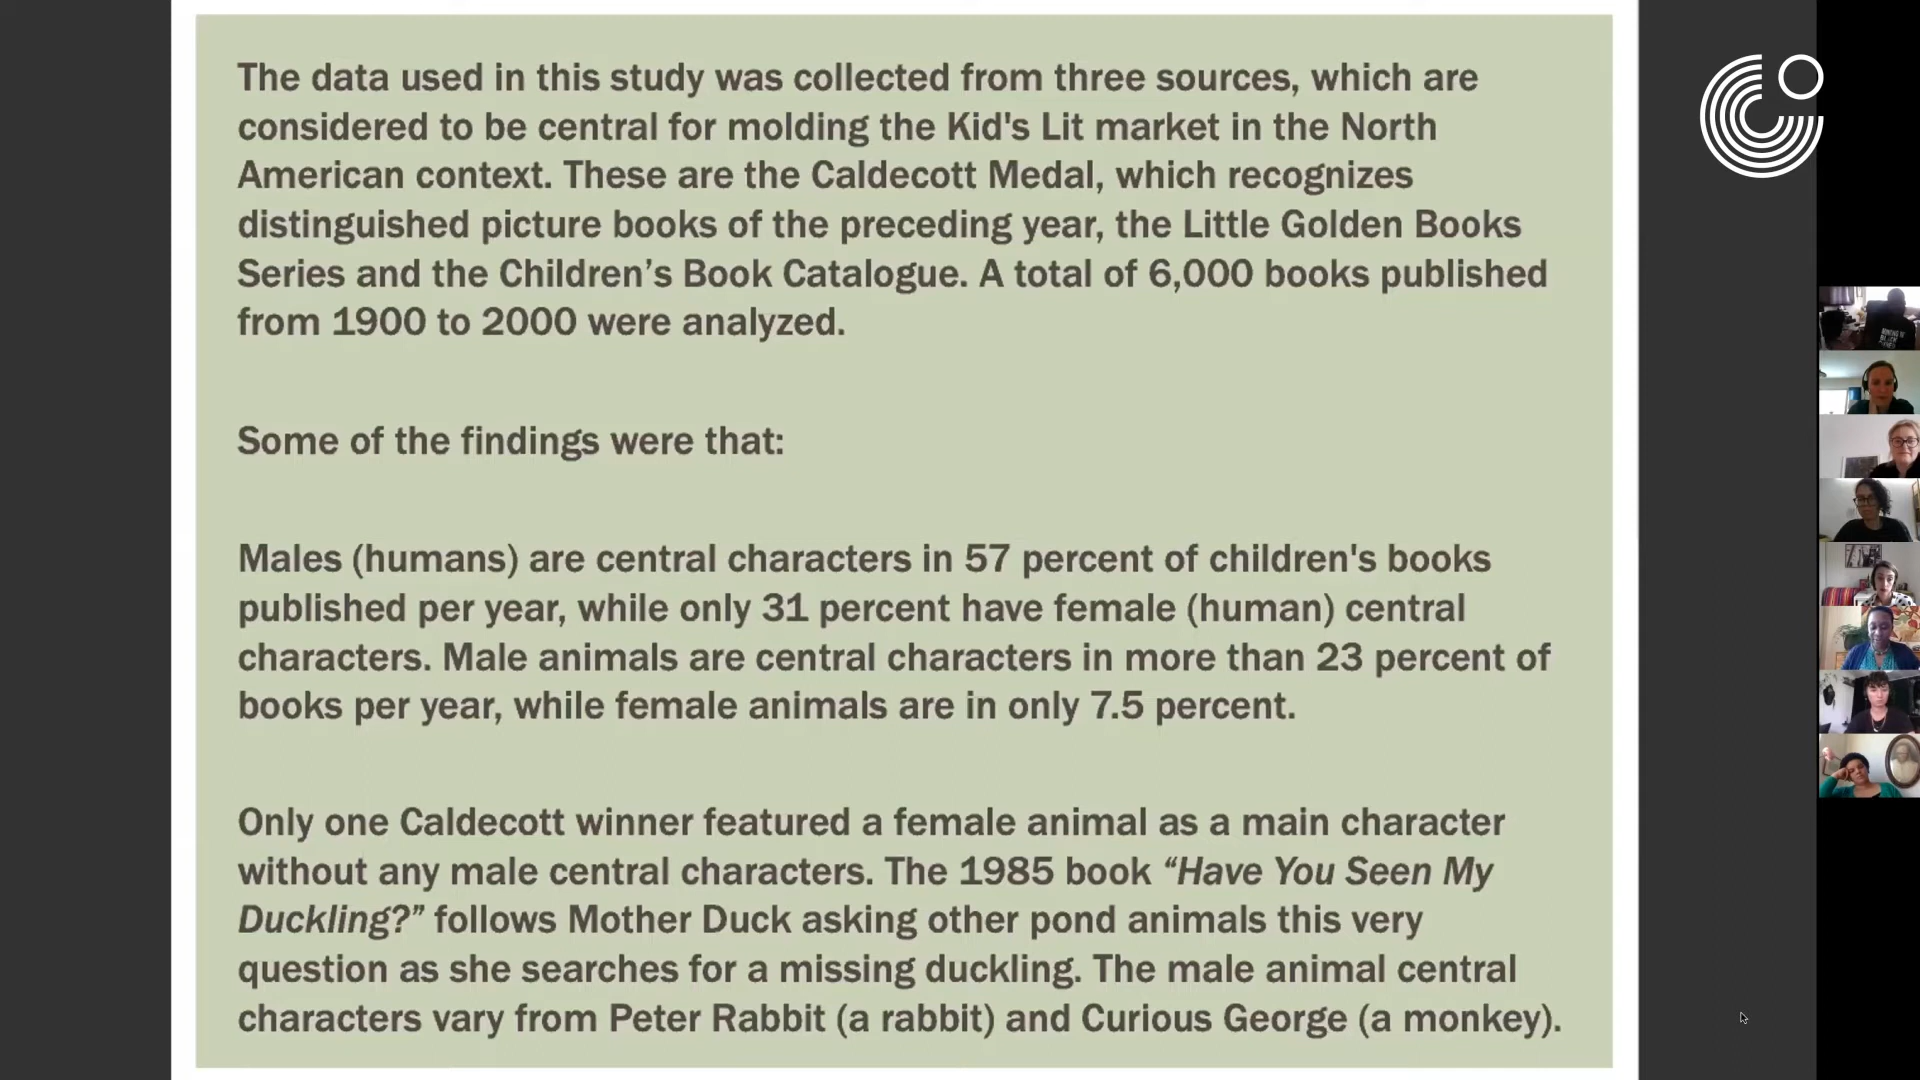 The data used in this study was collected from three sources, which are
considered to be central for molding the Kid's Lit market in the North
American context. These are the Caldecott Medal, which recognizes
distinguished picture books of the preceding year, the Little Golden Books
Series and the Children’s Book Catalogue. A total of 6,000 books published
from 1900 to 2000 were analyzed.
Some of the findings were that:
Males (humans) are central characters in 57 percent of children's books
published per year, while only 31 percent have female (human) central
characters. Male animals are central characters in more than 23 percent of
books per year, while female animals are in only 7.5 percent.
Only one Caldecott winner featured a female animal as a main character
without any male central characters. The 1985 book “Have You Seen My
Duckling?” follows Mother Duck asking other pond animals this very
question as she searches for a missing duckling. The male animal central
characters vary from Peter Rabbit (a rabbit) and Curious George (a monkey).